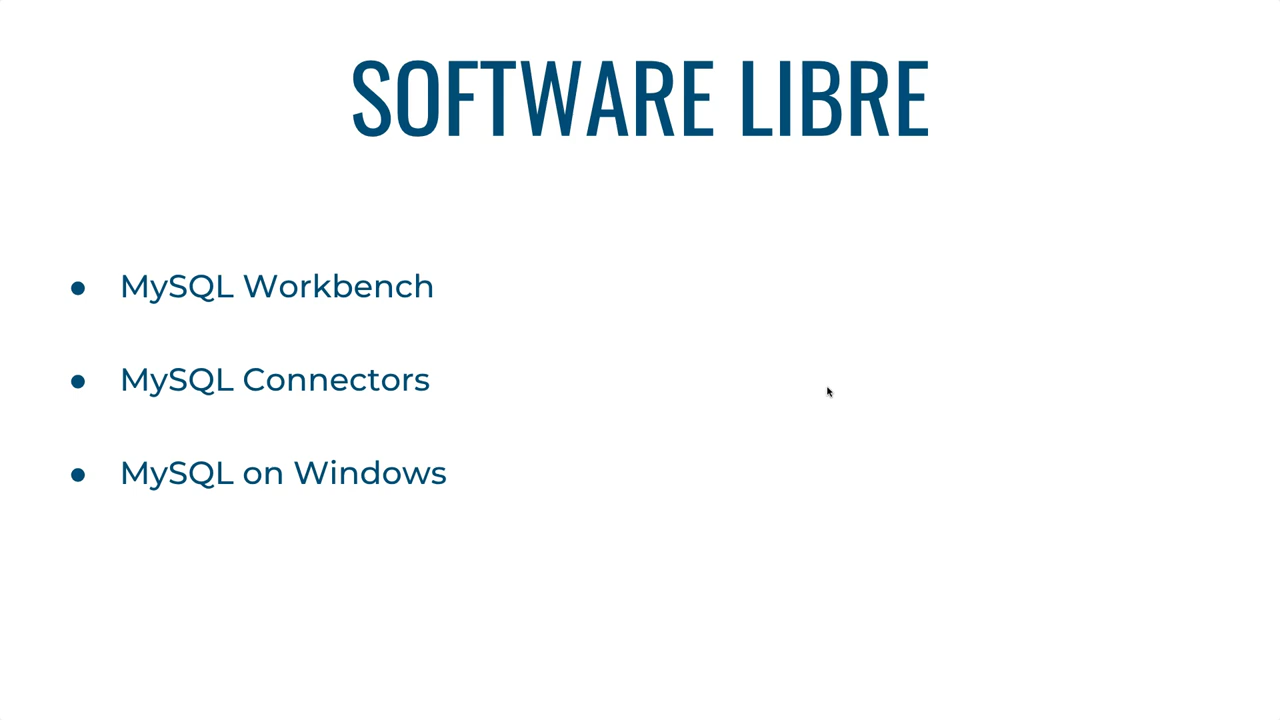 SOFTWARE LIBRE
● MySQL Workbench
● MySQL Connectors
● MySQL on Windows